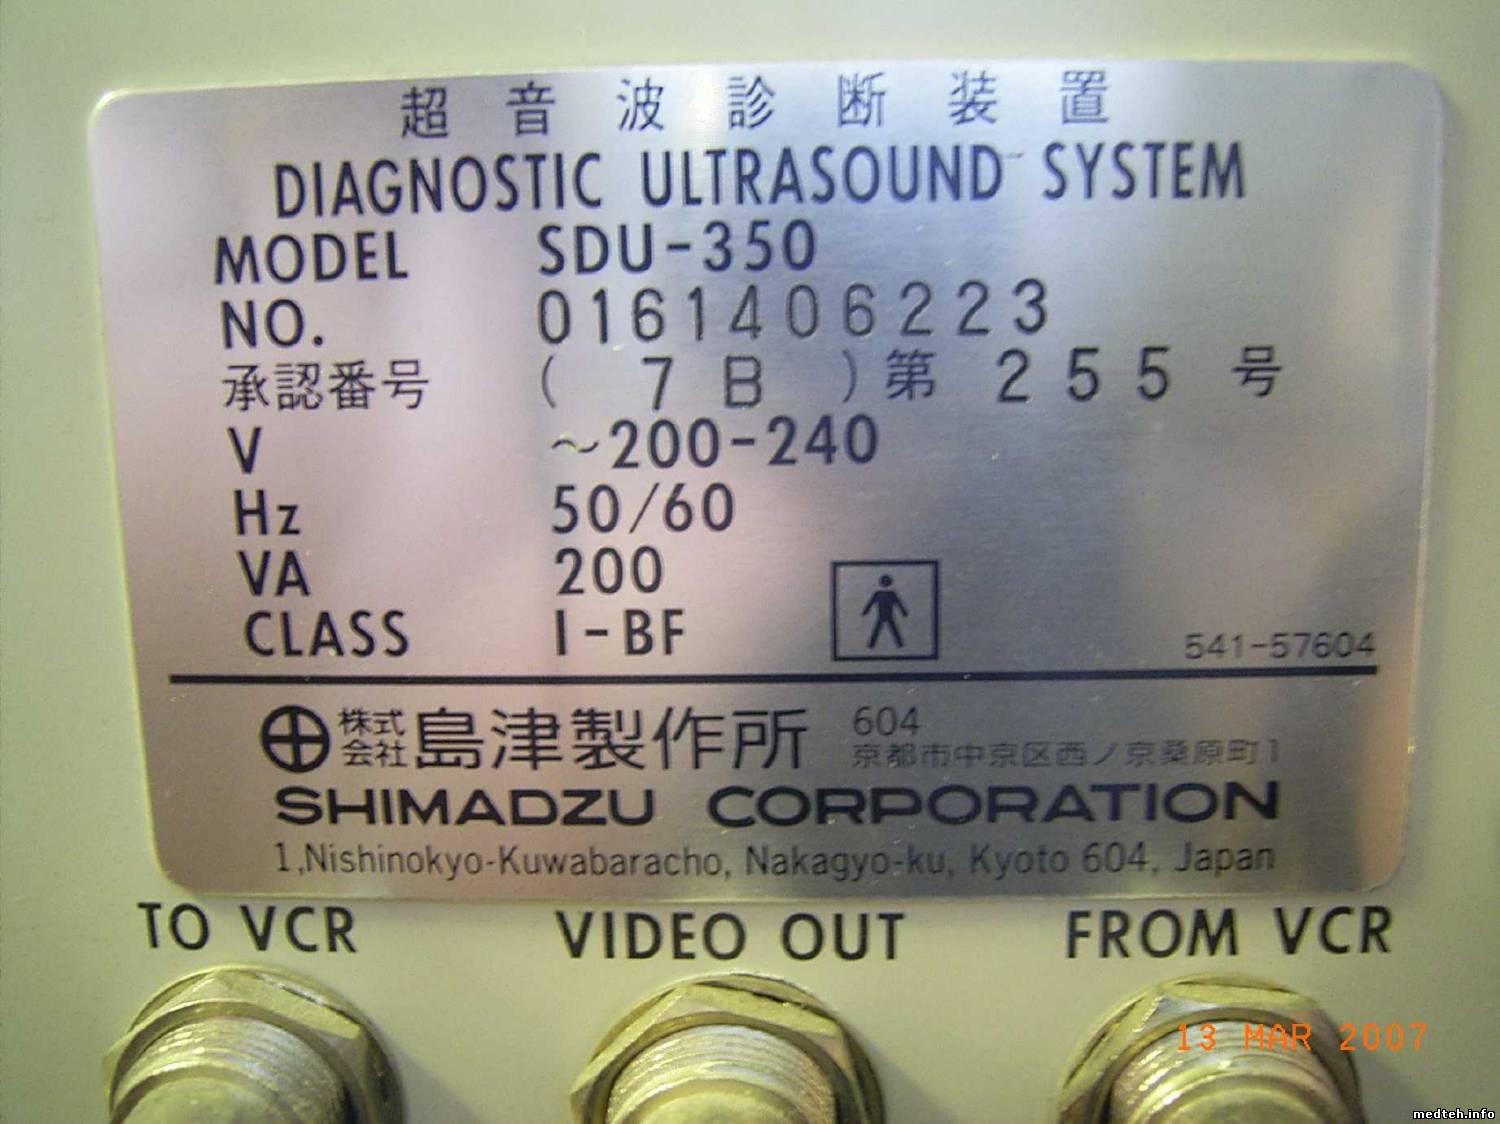 超音波診断装置
DIAGNOSTIC ULTRASOUND SYSTEM
MODEL SDU-350
NO. 0161406223
承認番号 ( 7B ) 第 255 号
V ~200-240
Hz 50/60
VA 200
CLASS I-BF
541-57604
株式会社 島津製作所 604
京都市中京区西ノ京桑原町1
SHIMADZU CORPORATION
1,Nishinokyo-Kuwabaracho, Nakagyo-ku, Kyoto 604, Japan
TO VCR VIDEO OUT FROM VCR
13 MAR 2007
medteh.info